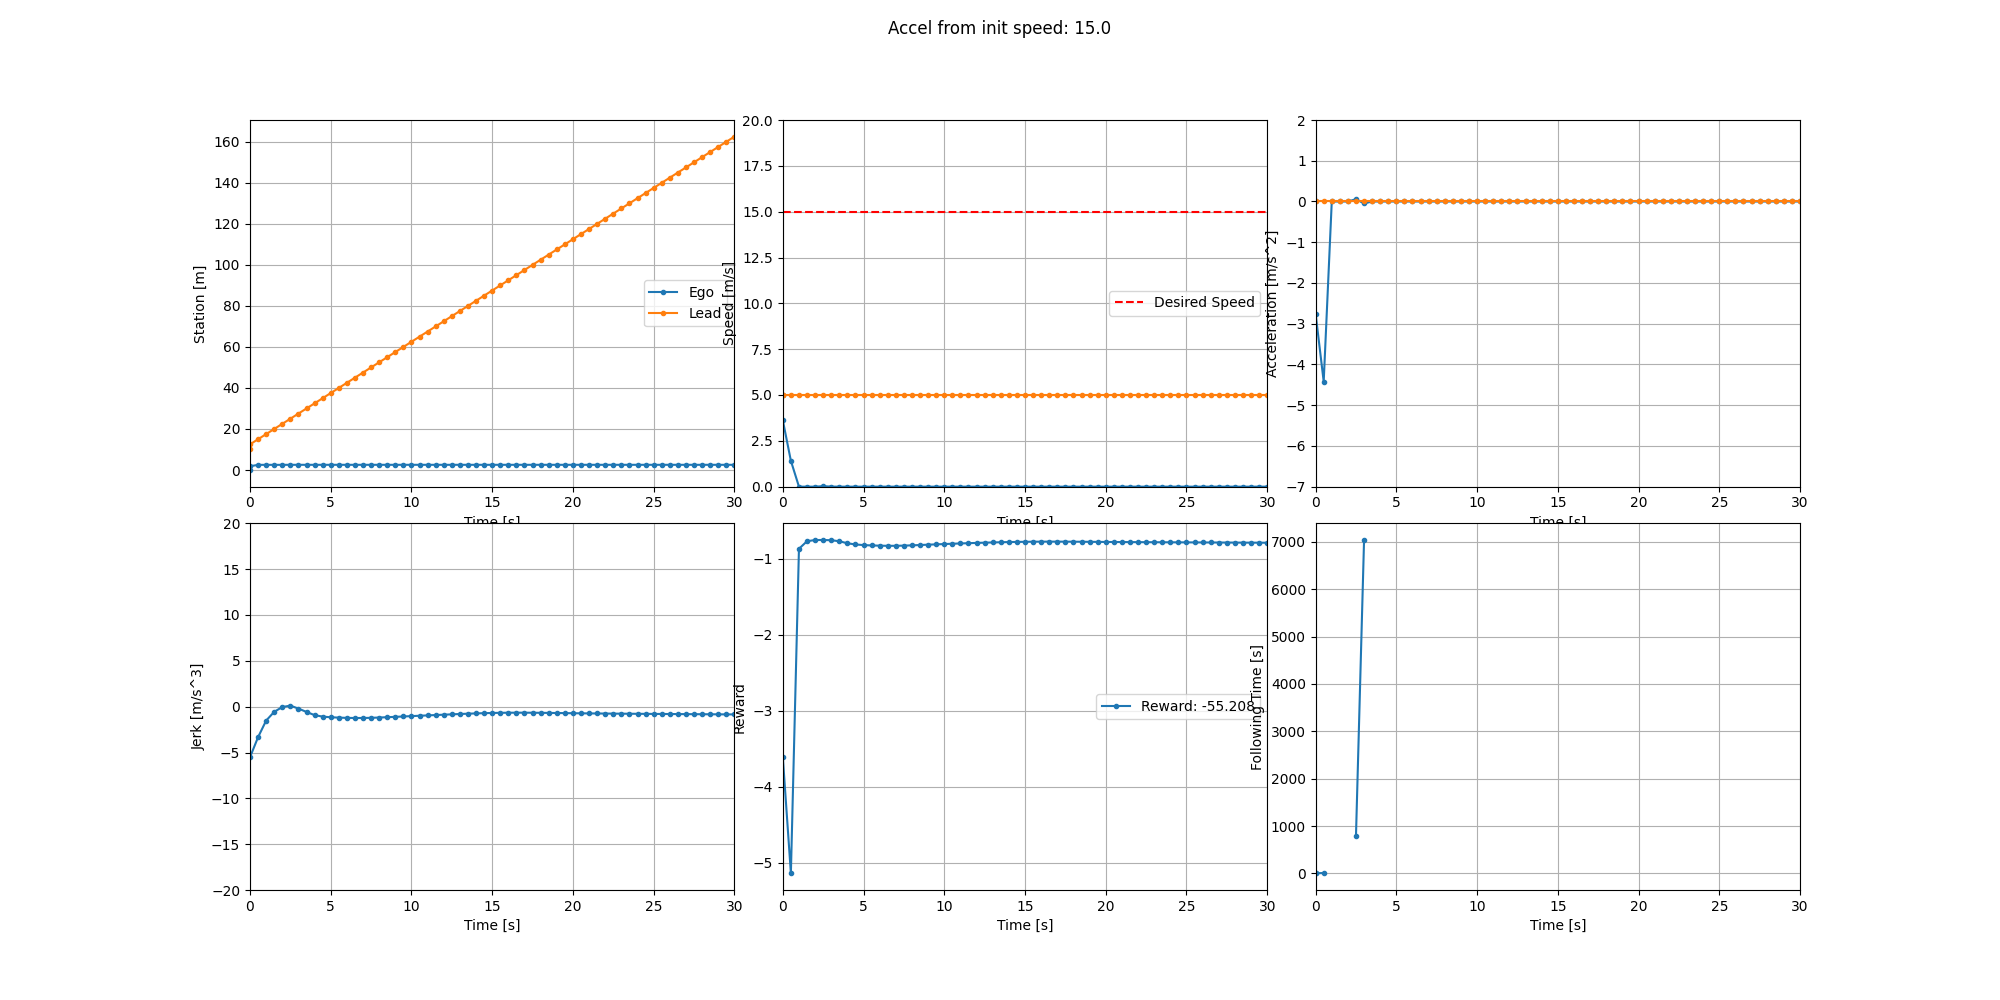 Accel from init speed: 15.0
160
140
120
100
80
60
40
20
0
Station [m]
Ego
Lead
0 5 10 15 20 25 30
Time [s]
20.0
17.5
15.0
12.5
10.0
7.5
5.0
2.5
0.0
Speed [m/s]
Desired Speed
0 5 10 15 20 25 30
Time [s]
2
1
0
−1
−2
−3
−4
−5
−6
−7
Acceleration [m/s^2]
0 5 10 15 20 25 30
Time [s]
20
15
10
5
0
−5
−10
−15
−20
Jerk [m/s^3]
0 5 10 15 20 25 30
Time [s]
−1
−2
−3
−4
−5
Reward
Reward: -55.208
0 5 10 15 20 25 30
Time [s]
7000
6000
5000
4000
3000
2000
1000
0
Following Time [s]
0 5 10 15 20 25 30
Time [s]